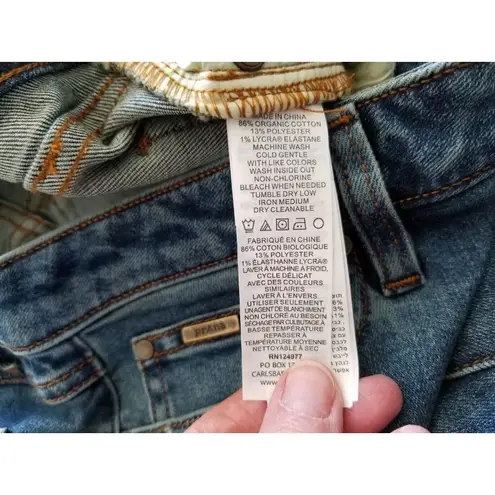 MADE IN CHINA
86% ORGANIC COTTON
13% POLYESTER
1% LYCRA® ELASTANE
MACHINE WASH
COLD GENTLE
WITH LIKE COLORS
WASH INSIDE OUT
NON-CHLORINE
BLEACH WHEN NEEDED
TUMBLE DRY LOW
IRON MEDIUM
DRY CLEANABLE
FABRIQUÉ EN CHINE
86% COTON BIOLOGIQUE
13% POLYESTER
1% ÉLASTHANNE LYCRA®
LAVER À MACHINE À FROID,
CYCLE DÉLICAT
AVEC DES COULEURS
SIMILAIRES
LAVER À L'ENVERS
UTILISER SEULEMENT
UN AGENT DE BLANCHIMENT
NON CHLORÉ AU BESOIN
SÉCHAGE PAR CULBUTAGE À
BASSE TEMPÉRATURE
REPASSER À
TEMPÉRATURE MOYENNE
NETTOYABLE À SEC
RN124977
PO BOX
CARLSBA
prana